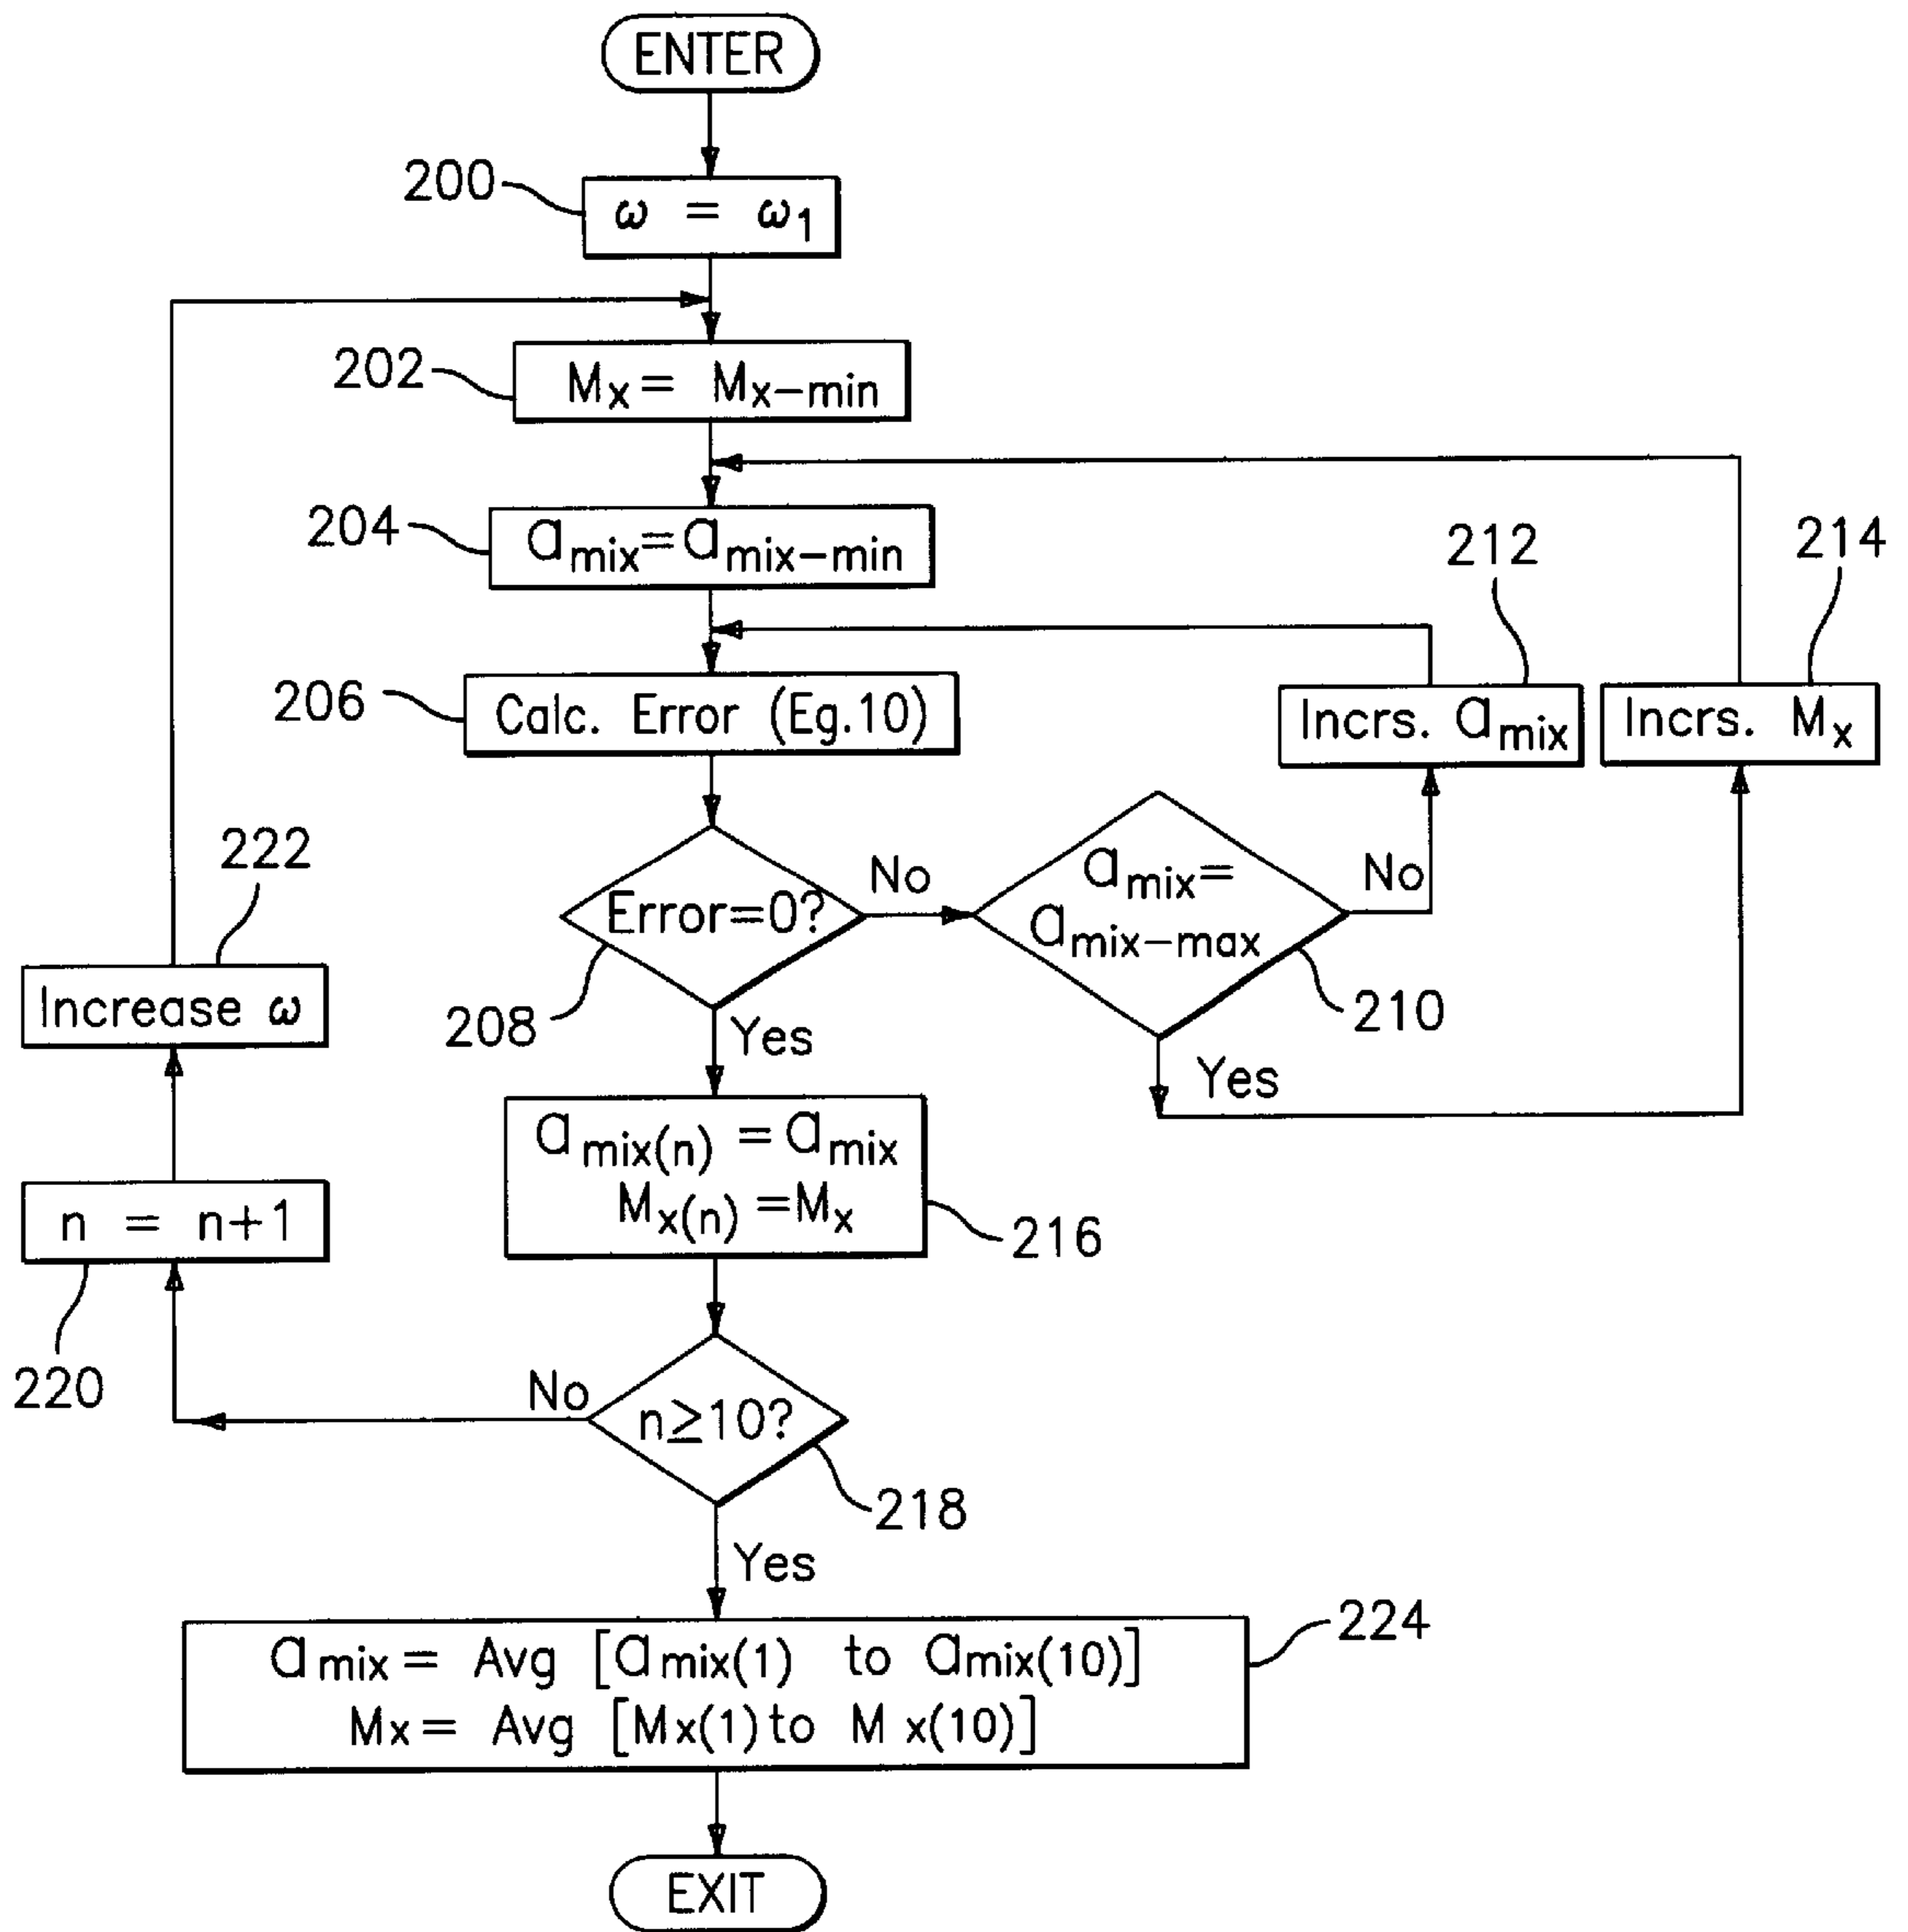 ENTER
200
ω = ω1
202
Mx = Mx-min
204
amix=amix-min
212
214
206
Calc. Error (Eg.10)
Incrs. amix
Incrs. Mx
222
Error=0?
No
amix=
amix-max
No
Increase ω
208
Yes
210
Yes
amix(n) = amix
Mx(n) =Mx
216
n = n+1
220
No
n≥10?
218
Yes
224
amix = Avg [amix(1) to amix(10)]
Mx = Avg [Mx(1) to Mx(10)]
EXIT